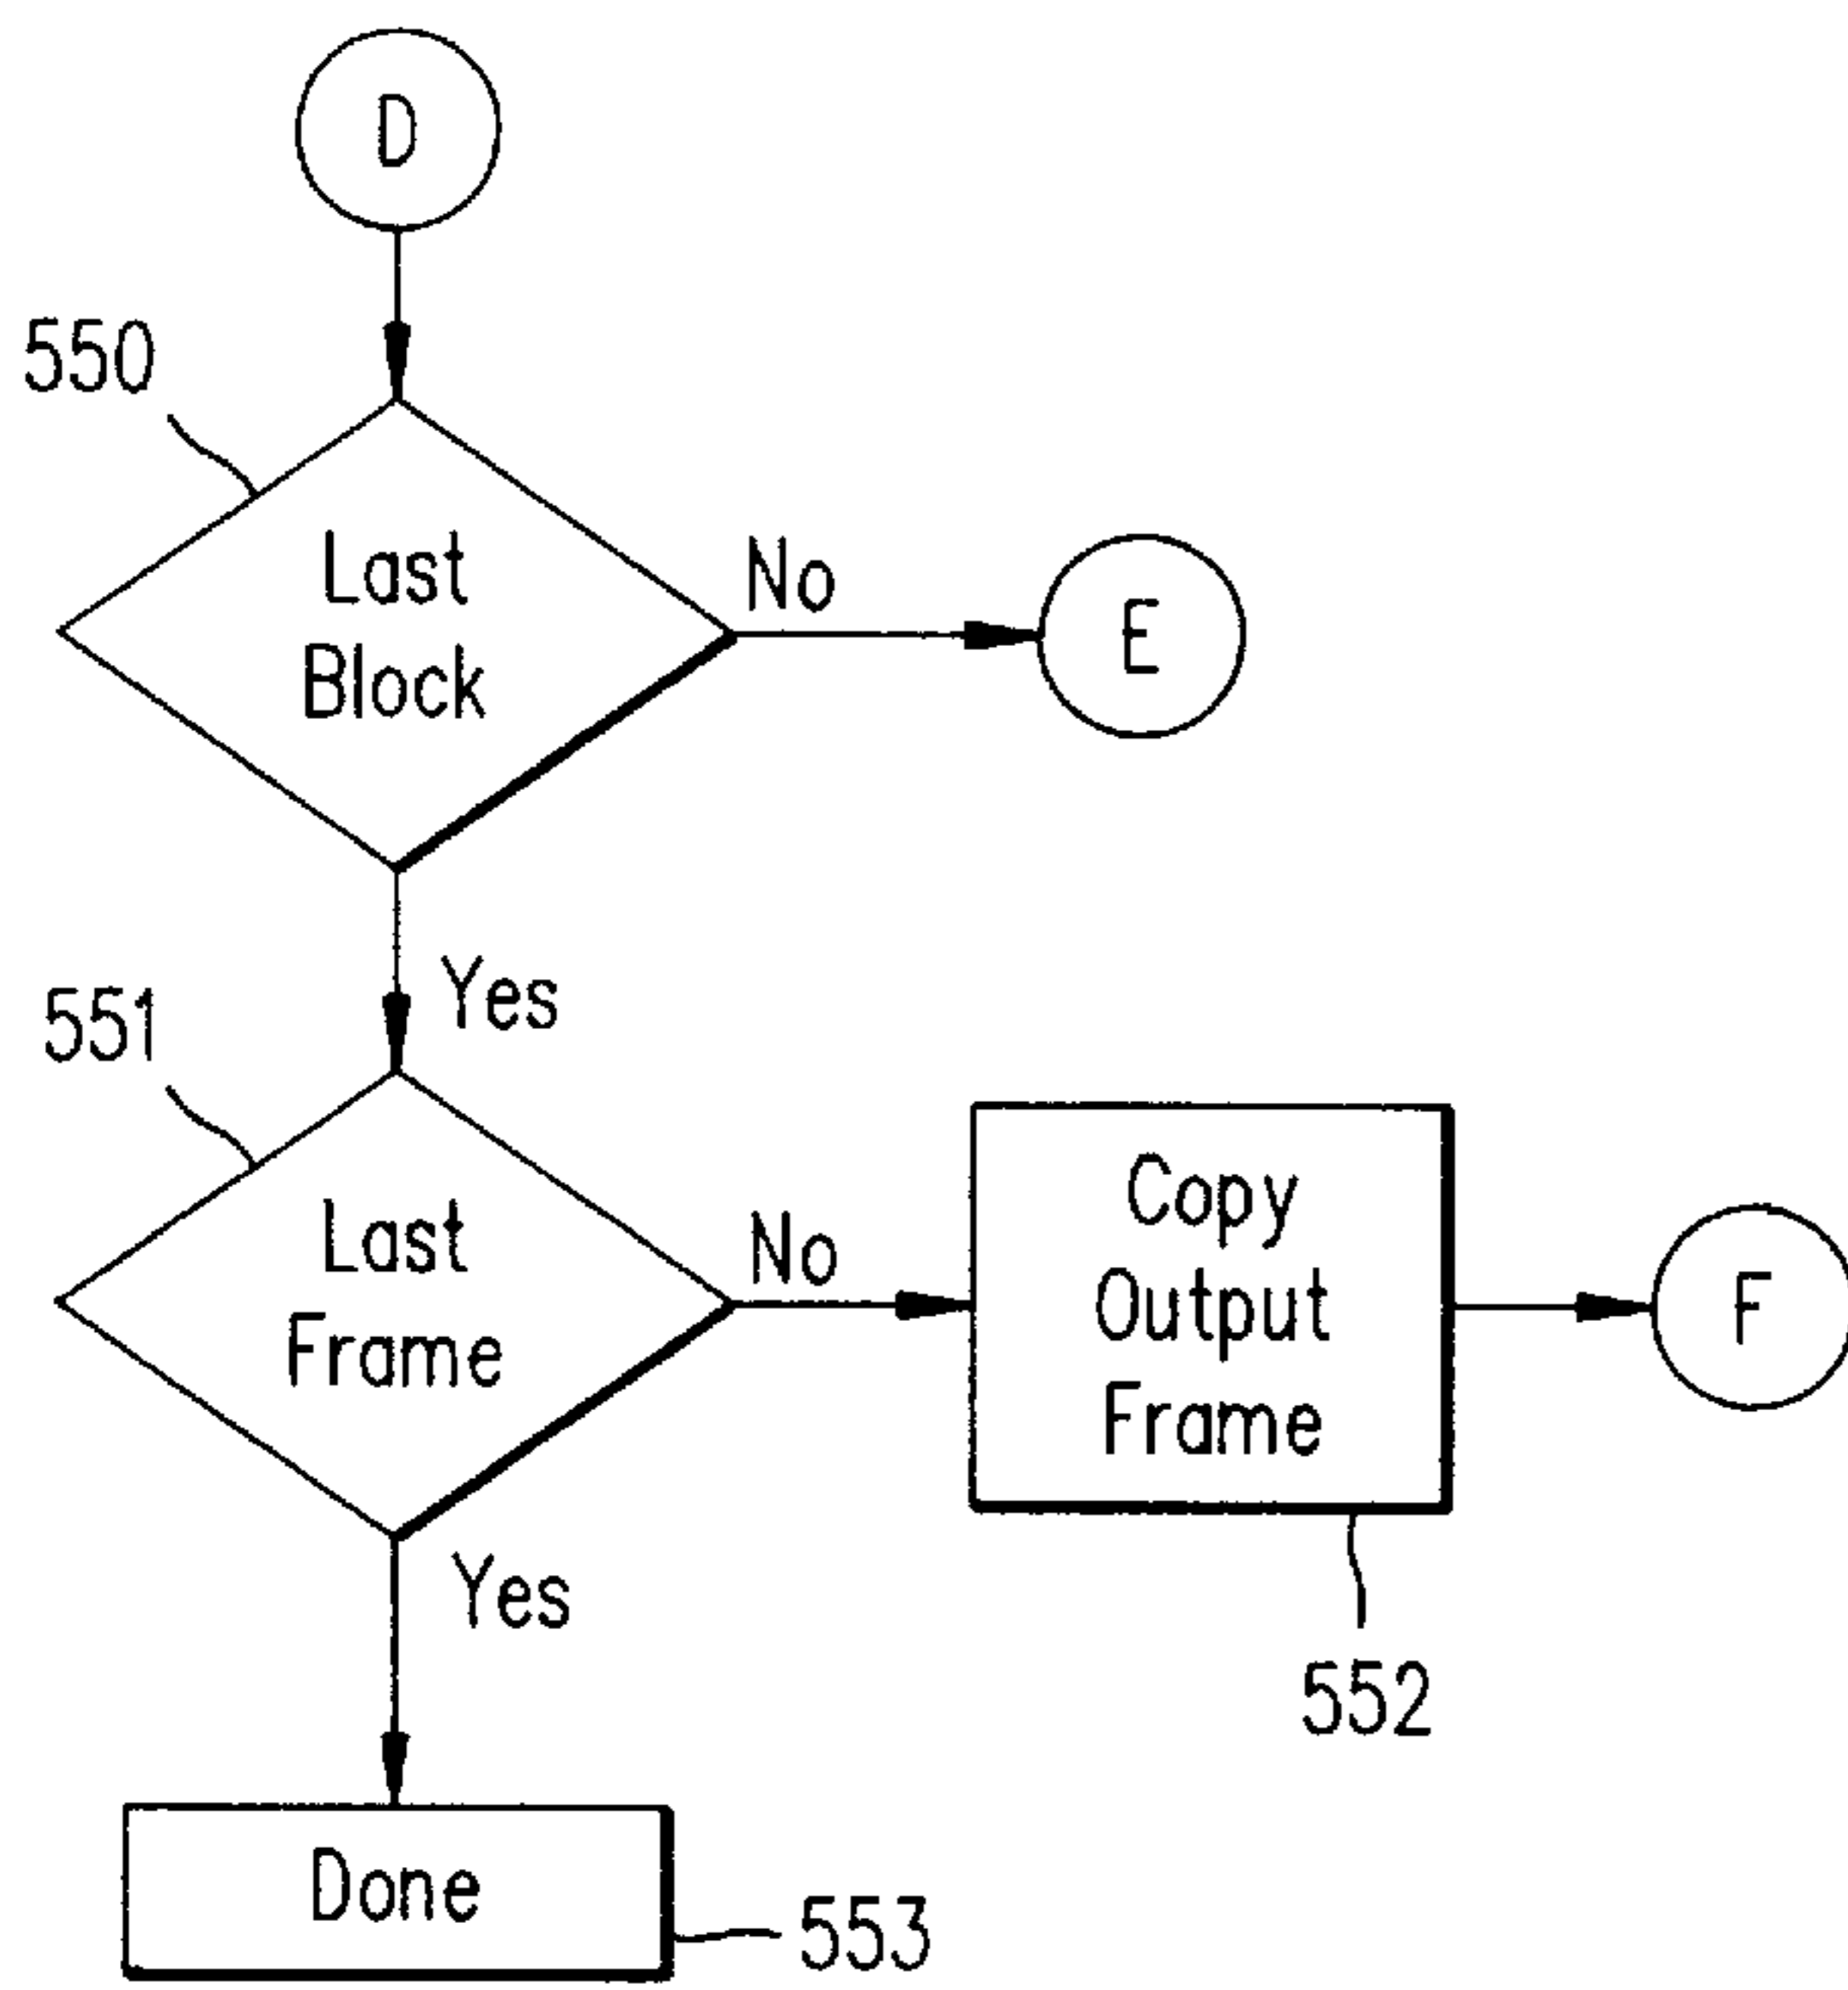 D
550
Last
Block
No
E
Yes
551
Last
Frame
No
Copy
Output
Frame
F
552
Yes
Done
553